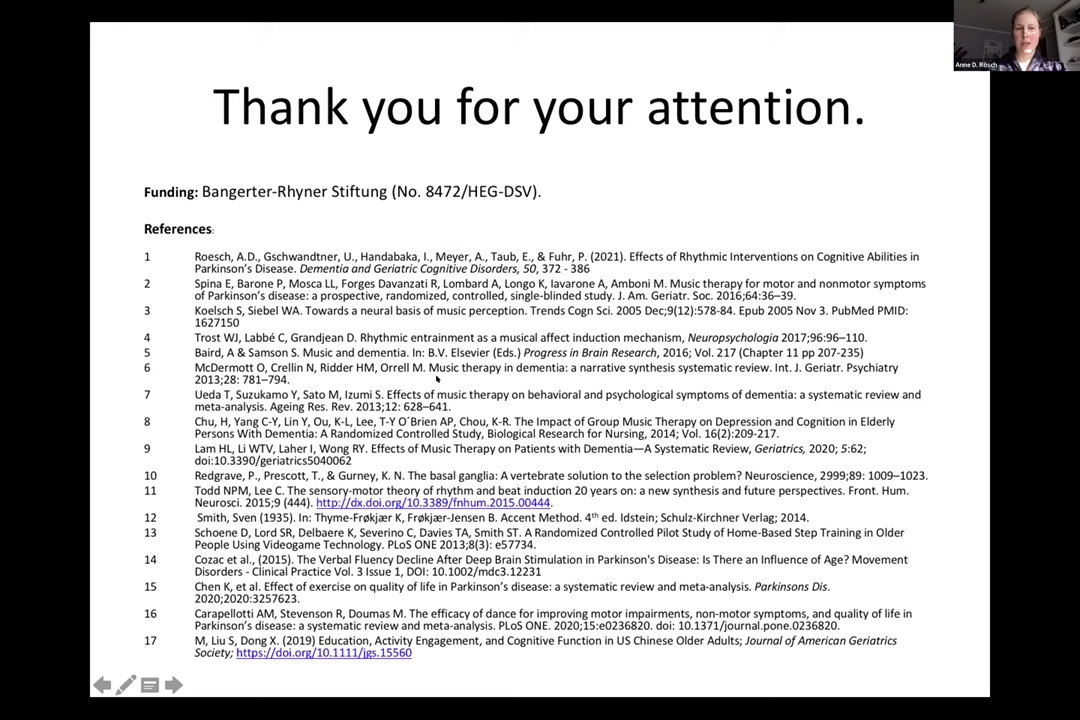 Anne D. Rösch
Thank you for your attention.
Funding: Bangerter-Rhyner Stiftung (No. 8472/HEG-DSV).
References:
1 Roesch, A.D., Gschwandtner, U., Handabaka, I., Meyer, A., Taub, E., & Fuhr, P. (2021). Effects of Rhythmic Interventions on Cognitive Abilities in
Parkinson's Disease. Dementia and Geriatric Cognitive Disorders, 50, 372 - 386
2 Spina E, Barone P, Mosca LL, Forges Davanzati R, Lombard A, Longo K, Iavarone A, Amboni M. Music therapy for motor and nonmotor symptoms
of Parkinson's disease: a prospective, randomized, controlled, single-blinded study. J. Am. Geriatr. Soc. 2016;64:36–39.
3 Koelsch S, Siebel WA. Towards a neural basis of music perception. Trends Cogn Sci. 2005 Dec;9(12):578-84. Epub 2005 Nov 3. PubMed PMID:
1627150
4 Trost WJ, Labbé C, Grandjean D. Rhythmic entrainment as a musical affect induction mechanism, Neuropsychologia 2017;96:96–110.
5 Baird, A & Samson S. Music and dementia. In: B.V. Elsevier (Eds.) Progress in Brain Research, 2016; Vol. 217 (Chapter 11 pp 207-235)
6 McDermott O, Crellin N, Ridder HM, Orrell M. Music therapy in dementia: a narrative synthesis systematic review. Int. J. Geriatr. Psychiatry
2013;28: 781–794.
7 Ueda T, Suzukamo Y, Sato M, Izumi S. Effects of music therapy on behavioral and psychological symptoms of dementia: a systematic review and
meta-analysis. Ageing Res. Rev. 2013;12: 628–641.
8 Chu, H, Yang C-Y, Lin Y, Ou, K-L, Lee, T-Y O´Brien AP, Chou, K-R. The Impact of Group Music Therapy on Depression and Cognition in Elderly
Persons With Dementia: A Randomized Controlled Study, Biological Research for Nursing, 2014; Vol. 16(2):209-217.
9 Lam HL, Li WTV, Laher I, Wong RY. Effects of Music Therapy on Patients with Dementia—A Systematic Review, Geriatrics, 2020; 5:62;
doi:10.3390/geriatrics5040062
10 Redgrave, P., Prescott, T., & Gurney, K. N. The basal ganglia: A vertebrate solution to the selection problem? Neuroscience, 2999;89: 1009–1023.
11 Todd NPM, Lee C. The sensory-motor theory of rhythm and beat induction 20 years on: a new synthesis and future perspectives. Front. Hum.
Neurosci. 2015;9 (444). http://dx.doi.org/10.3389/fnhum.2015.00444.
12 Smith, Sven (1935). In: Thyme-Frøkjær K, Frøkjær-Jensen B. Accent Method. 4th ed. Idstein; Schulz-Kirchner Verlag; 2014.
13 Schoene D, Lord SR, Delbaere K, Severino C, Davies TA, Smith ST. A Randomized Controlled Pilot Study of Home-Based Step Training in Older
People Using Videogame Technology. PLoS ONE 2013;8(3): e57734.
14 Cozac et al., (2015). The Verbal Fluency Decline After Deep Brain Stimulation in Parkinson's Disease: Is There an Influence of Age? Movement
Disorders - Clinical Practice Vol. 3 Issue 1, DOI: 10.1002/mdc3.12231
15 Chen K, et al. Effect of exercise on quality of life in Parkinson's disease: a systematic review and meta-analysis. Parkinsons Dis.
2020;2020:3257623.
16 Carapellotti AM, Stevenson R, Doumas M. The efficacy of dance for improving motor impairments, non-motor symptoms, and quality of life in
Parkinson's disease: a systematic review and meta-analysis. PLoS ONE. 2020;15:e0236820. doi: 10.1371/journal.pone.0236820.
17 M, Liu S, Dong X. (2019) Education, Activity Engagement, and Cognitive Function in US Chinese Older Adults; Journal of American Geriatrics
Society; https://doi.org/10.1111/jgs.15560